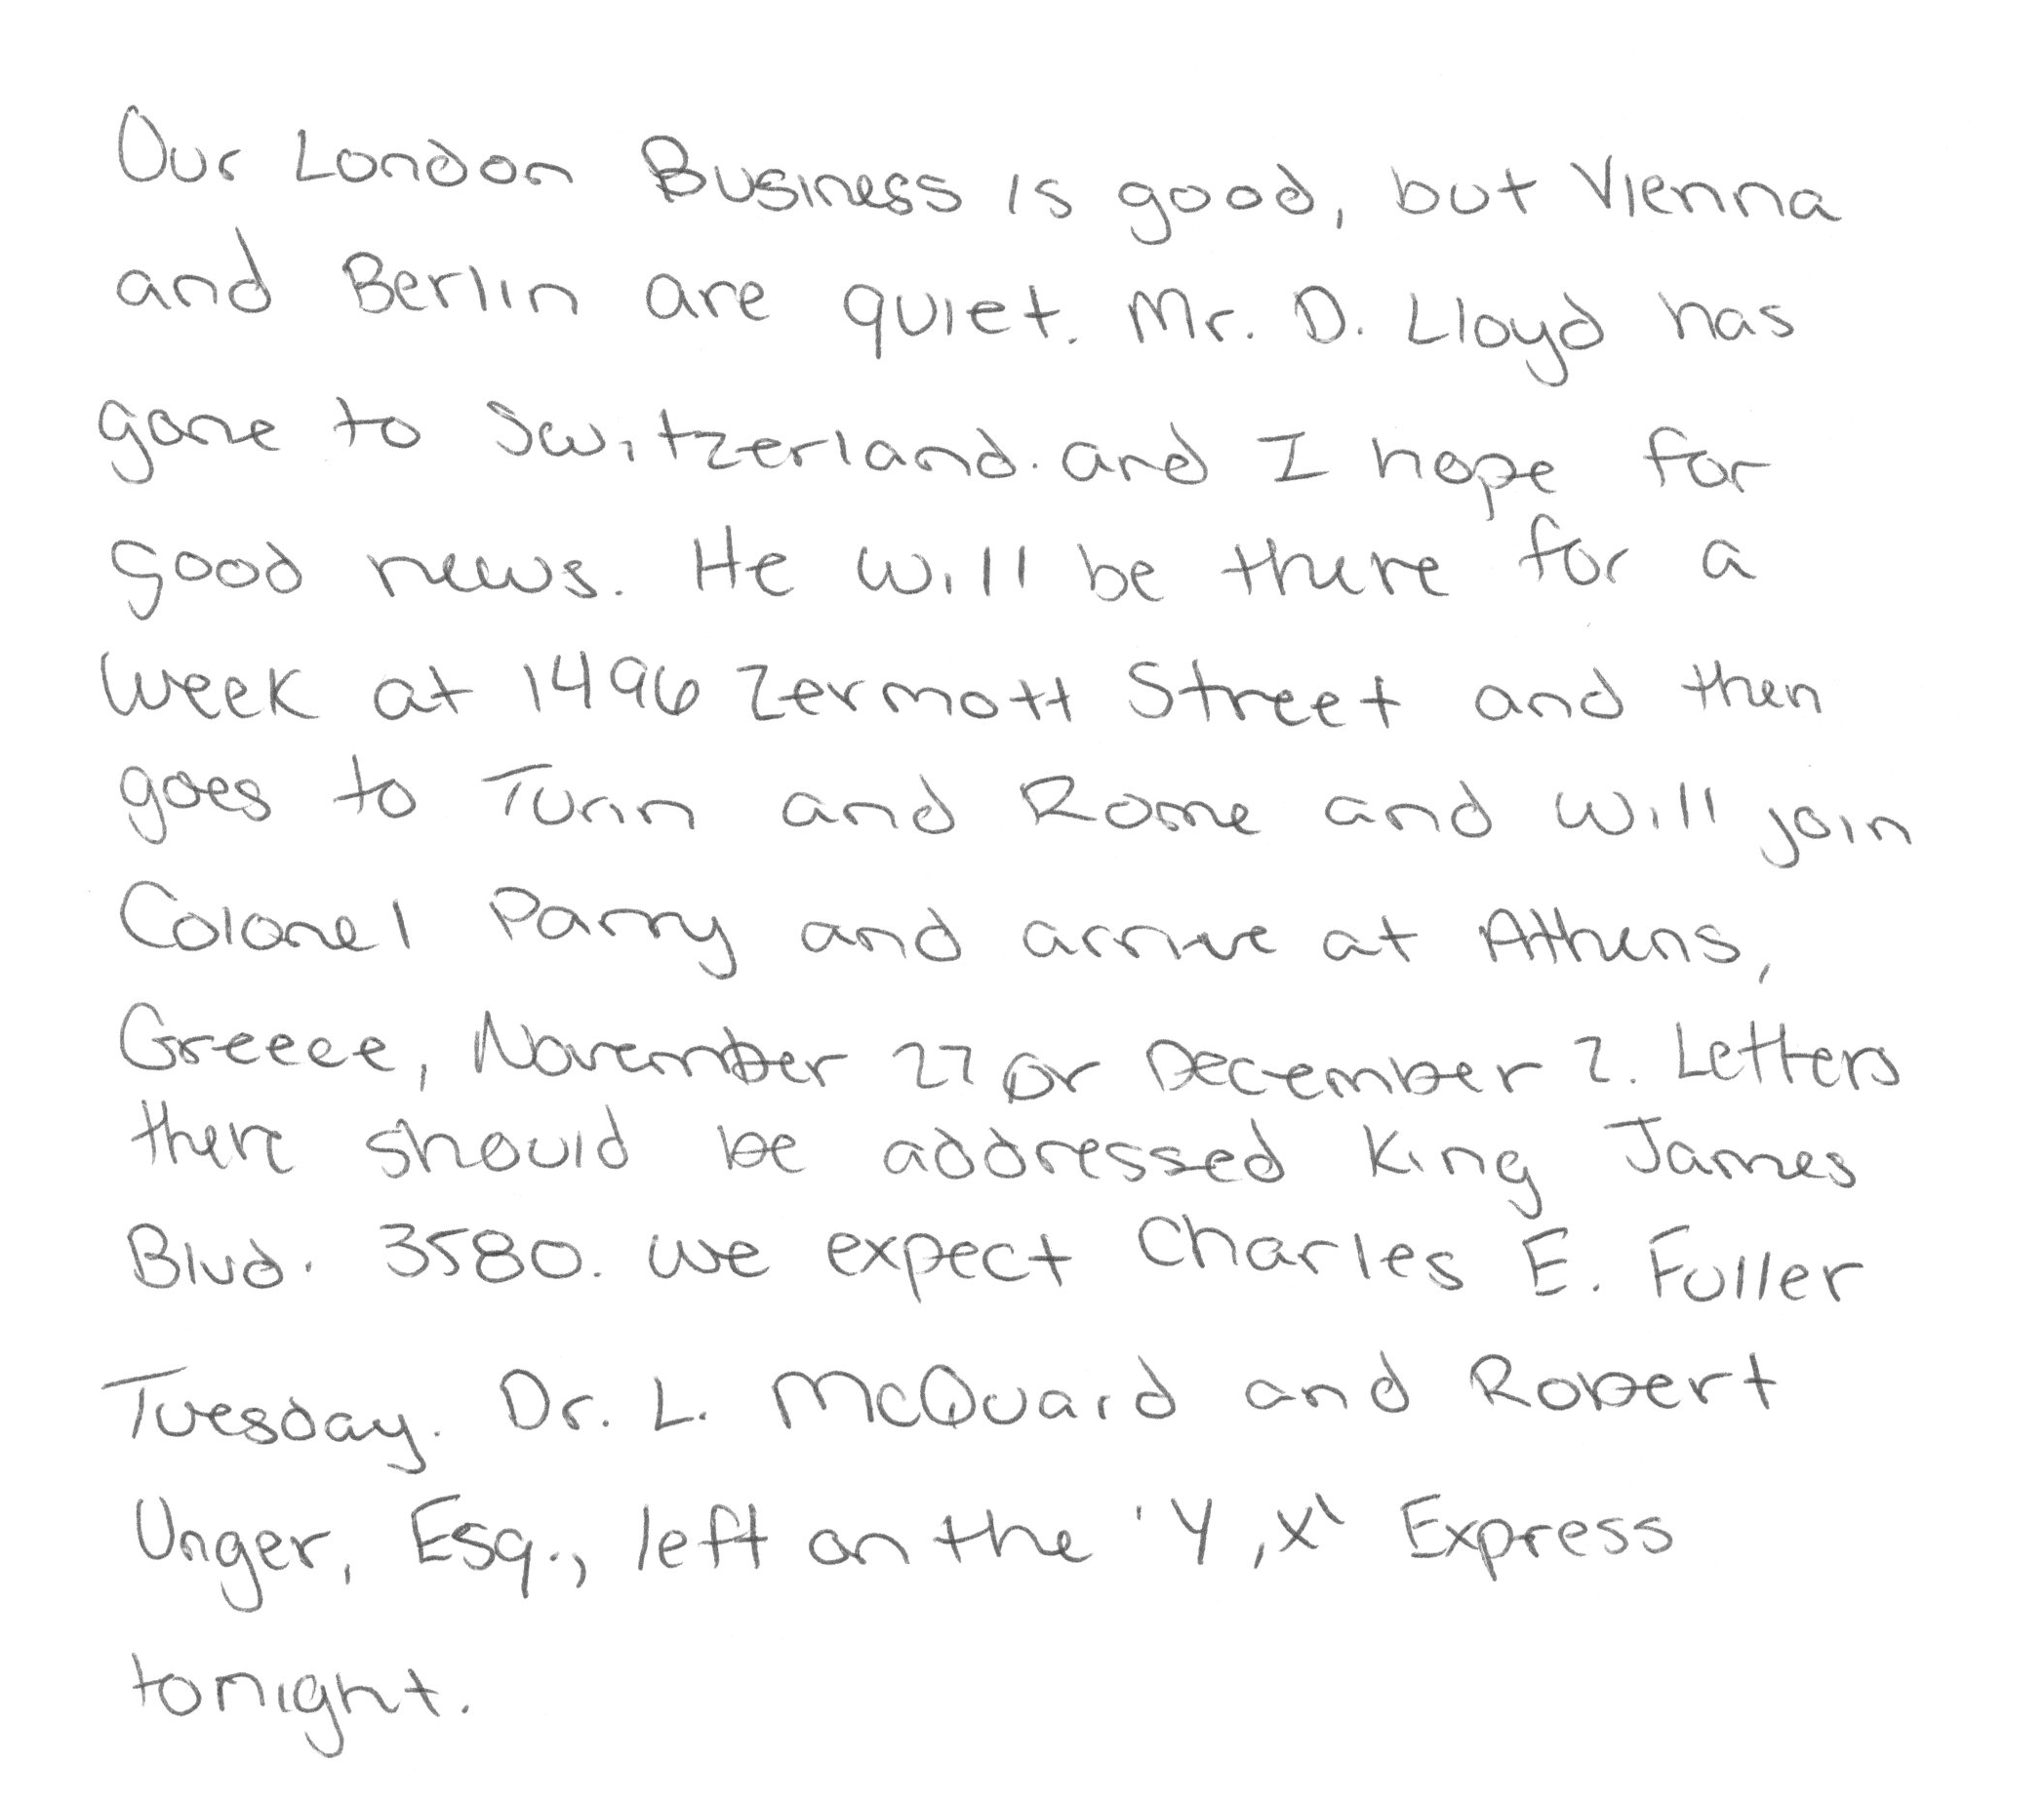 Our London Business is good, but Vienna
and Berlin are quiet. Mr. D. Lloyd has
gone to Switzerland. and I hope for
good news. He will be there for a
week at 1496 Zermott Street and then
goes to Turin and Rome and will join
Colonel Parry and arrive at Athens,
Greece, November 27 or December 2. Letters
there should be addressed King James
Blvd. 3580. we expect Charles E. Fuller
Tuesday. Dr. L. McQuaid and Robert
Unger, Esq., left on the 'Y,X' Express
tonight.